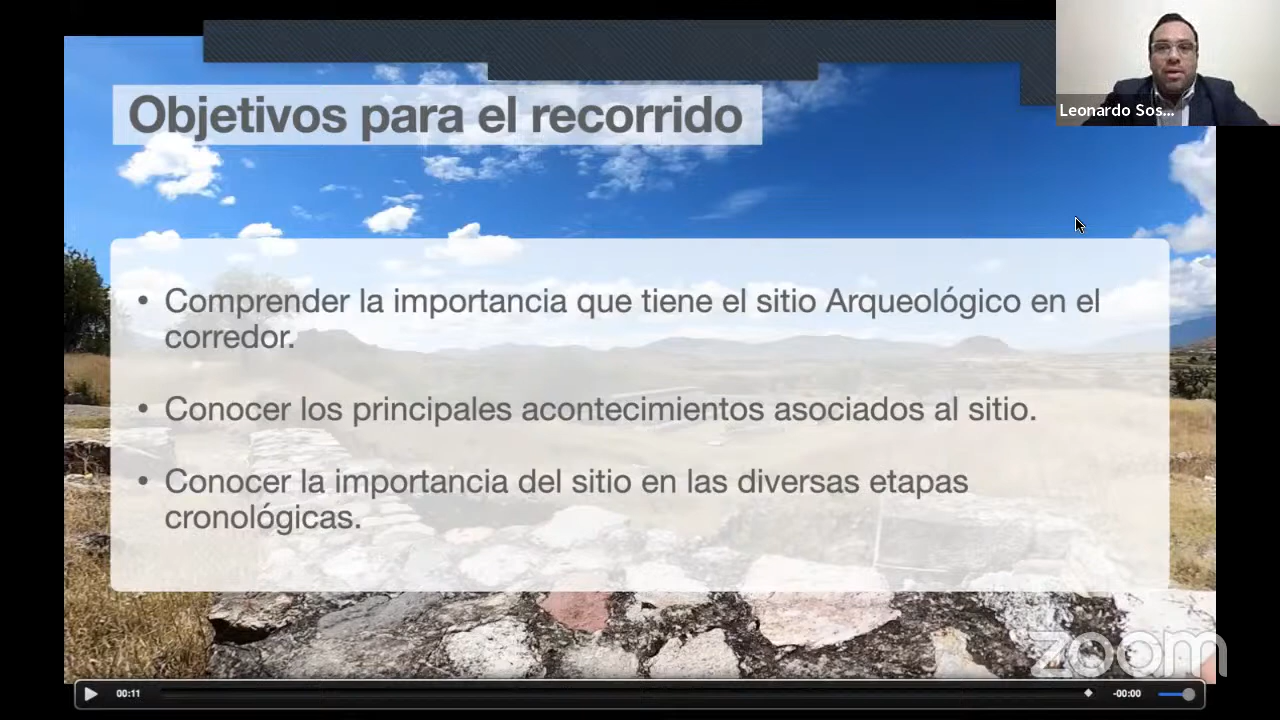 Objetivos para el recorrido
Leonardo Sos...
• Comprender la importancia que tiene el sitio Arqueológico en el
corredor.
• Conocer los principales acontecimientos asociados al sitio.
• Conocer la importancia del sitio en las diversas etapas
cronológicas.
zoom
00:11
-00:00